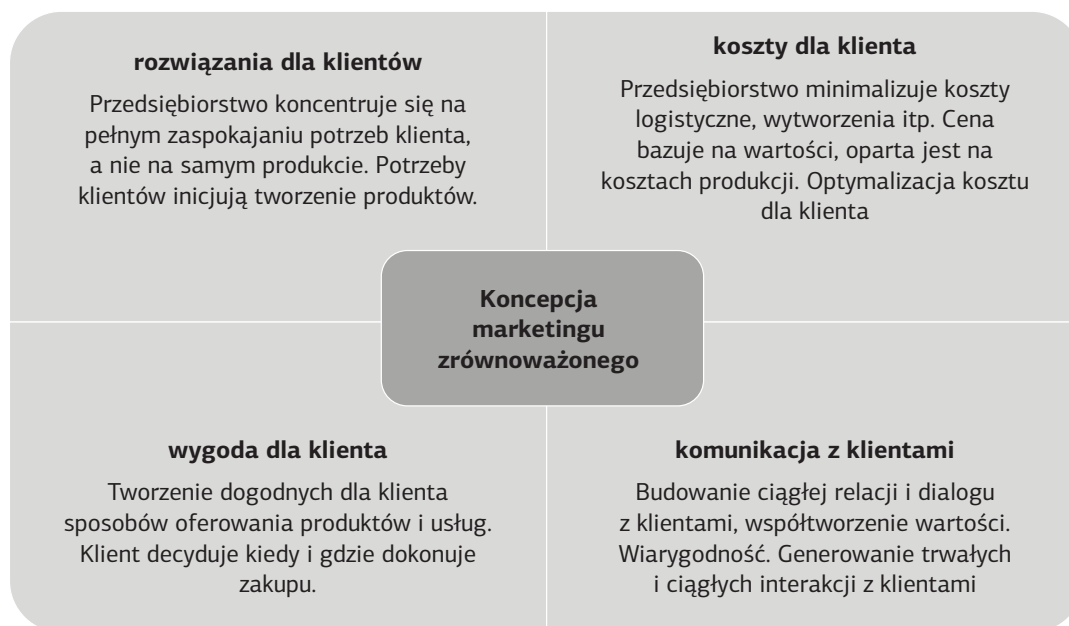 rozwiązania dla klientów
Przedsiębiorstwo koncentruje się na
pełnym zaspokajaniu potrzeb klienta,
a nie na samym produkcie. Potrzeby
klientów inicjują tworzenie produktów.
koszty dla klienta
Przedsiębiorstwo minimalizuje koszty
logistyczne, wytworzenia itp. Cena
bazuje na wartości, oparta jest na
kosztach produkcji. Optymalizacja kosztu
dla klienta
Koncepcja
marketingu
zrównoważonego
wygoda dla klienta
Tworzenie dogodnych dla klienta
sposobów oferowania produktów i usług.
Klient decyduje kiedy i gdzie dokonuje
zakupu.
komunikacja z klientami
Budowanie ciągłej relacji i dialogu
z klientami, współtworzenie wartości.
Wiarygodność. Generowanie trwałych
i ciągłych interakcji z klientami